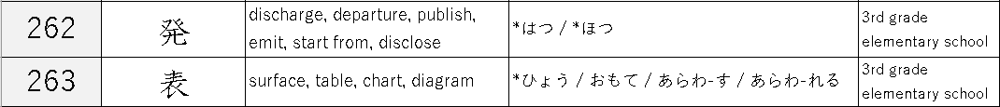 262 発 discharge, departure, publish, emit, start from, disclose *はつ / *ほつ 3rd grade elementary school
263 表 surface, table, chart, diagram *ひょう / おもて / あらわ-す / あらわ-れる 3rd grade elementary school